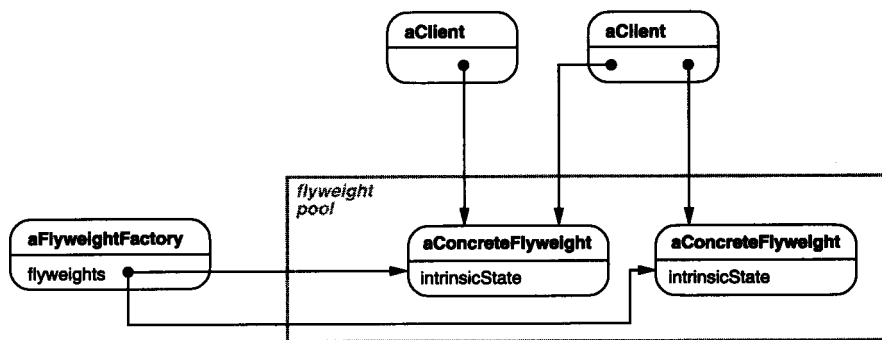 aClient
aClient
flyweight
pool
aFlyweightFactory
flyweights
aConcreteFlyweight
intrinsicState
aConcreteFlyweight
intrinsicState